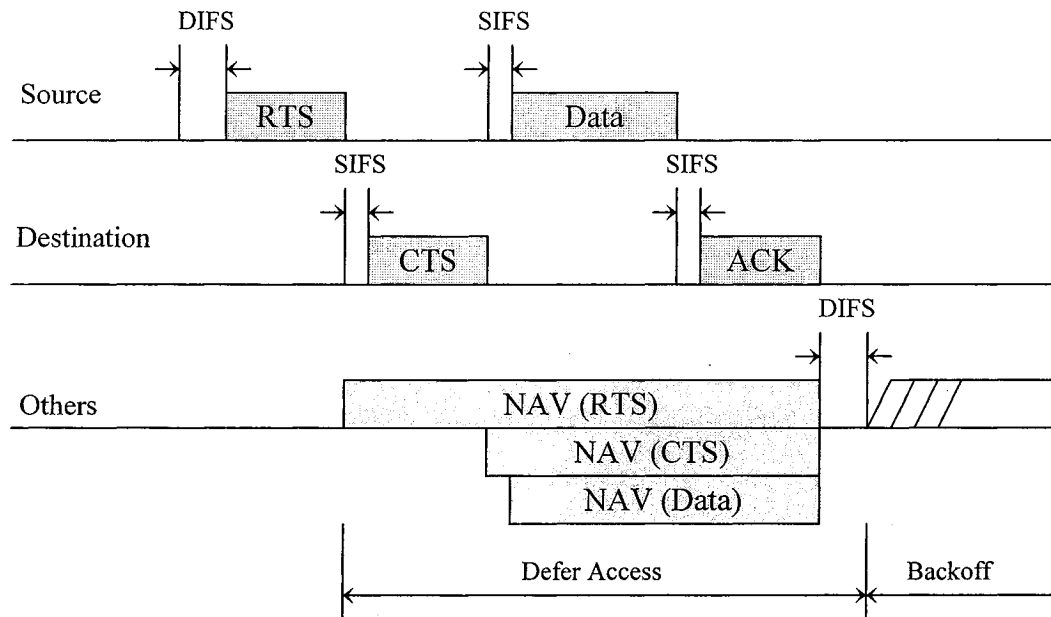 DIFS
SIFS
Source
RTS
Data
SIFS
SIFS
Destination
CTS
ACK
DIFS
Others
NAV (RTS)
NAV (CTS)
NAV (Data)
Defer Access
Backoff